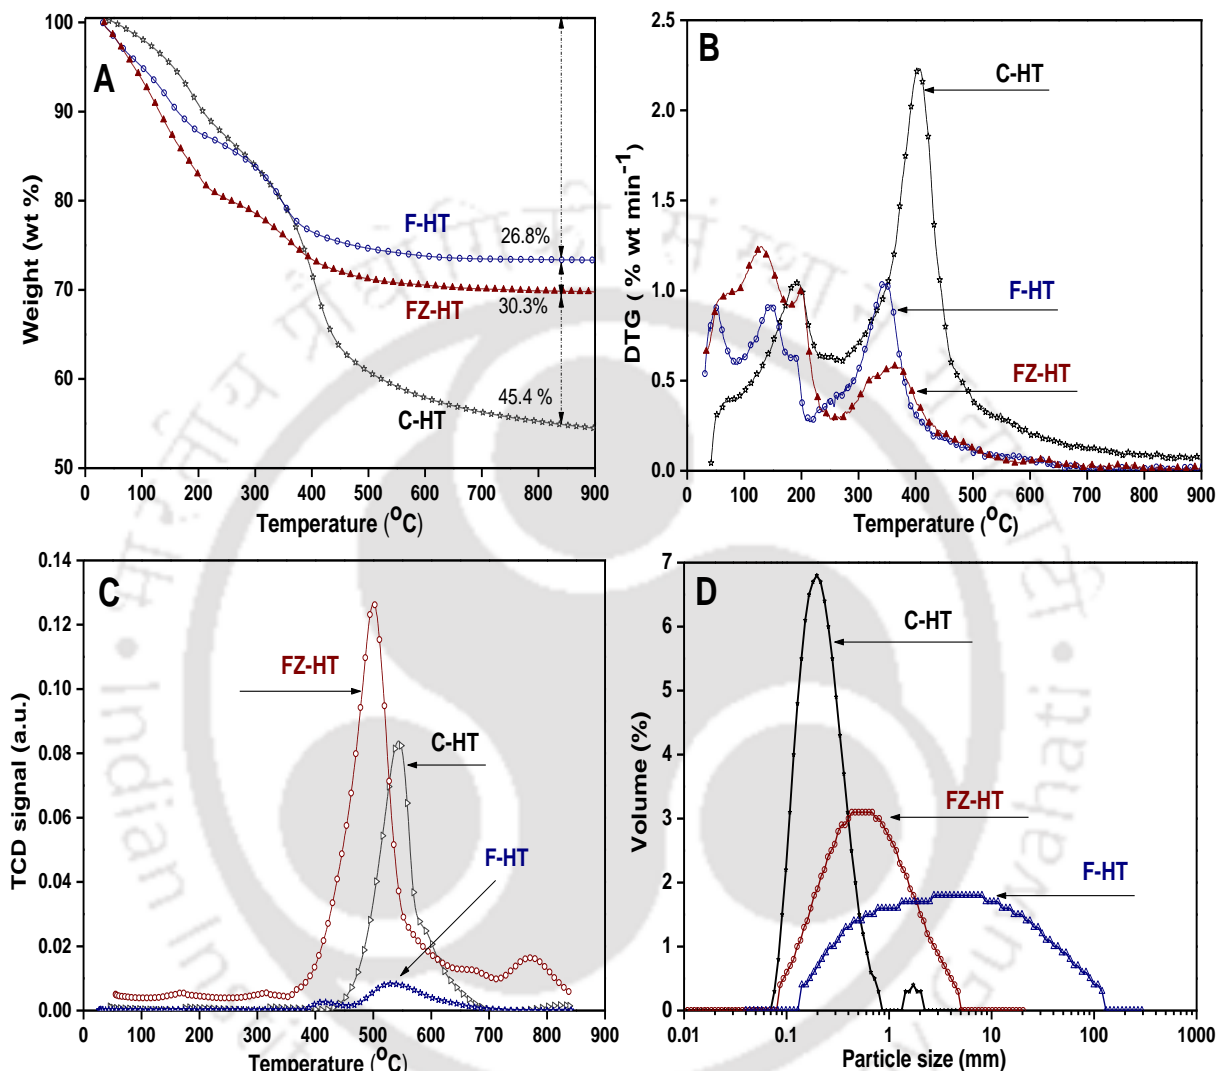 A
Weight (wt %)
100
90
80
70
60
50
F-HT
26.8%
FZ-HT
30.3%
45.4 %
C-HT
0 100 200 300 400 500 600 700 800 900
Temperature (°C)
B
DTG ( % wt min⁻¹)
2.5
2.0
1.5
1.0
0.5
0.0
C-HT
F-HT
FZ-HT
0 100 200 300 400 500 600 700 800 900
Temperature (°C)
C
TCD signal (a.u.)
0.14
0.12
0.10
0.08
0.06
0.04
0.02
0.00
FZ-HT
C-HT
F-HT
0 100 200 300 400 500 600 700 800 900
Temperature (°C)
D
Volume (%)
7
6
5
4
3
2
1
0
C-HT
FZ-HT
F-HT
0.01 0.1 1 10 100 1000
Particle size (mm)
Indian In
Guwahati